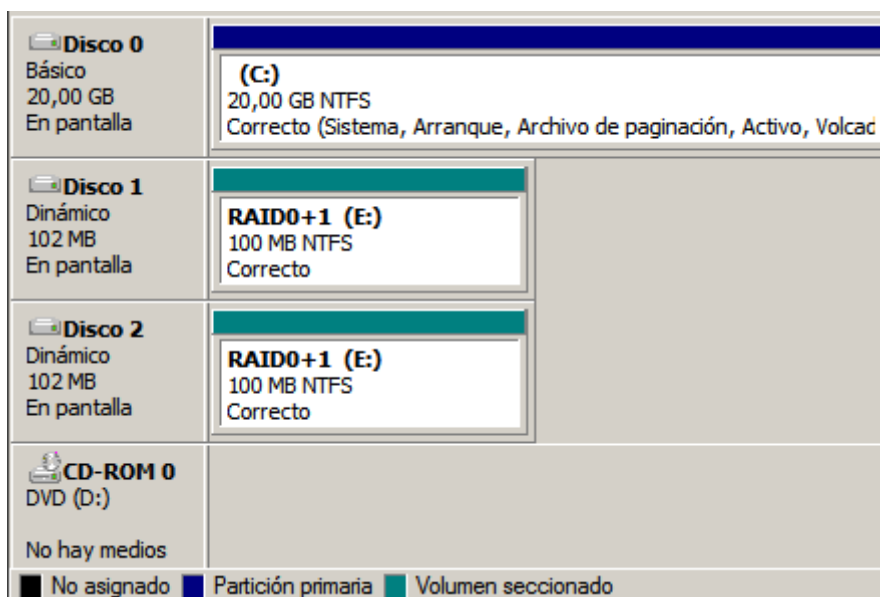 Disco 0
Básico
20,00 GB
En pantalla
(C:)
20,00 GB NTFS
Correcto (Sistema, Arranque, Archivo de paginación, Activo, Volcad
Disco 1
Dinámico
102 MB
En pantalla
RAID0+1 (E:)
100 MB NTFS
Correcto
Disco 2
Dinámico
102 MB
En pantalla
RAID0+1 (E:)
100 MB NTFS
Correcto
CD-ROM 0
DVD (D:)
No hay medios
No asignado Partición primaria Volumen seccionado